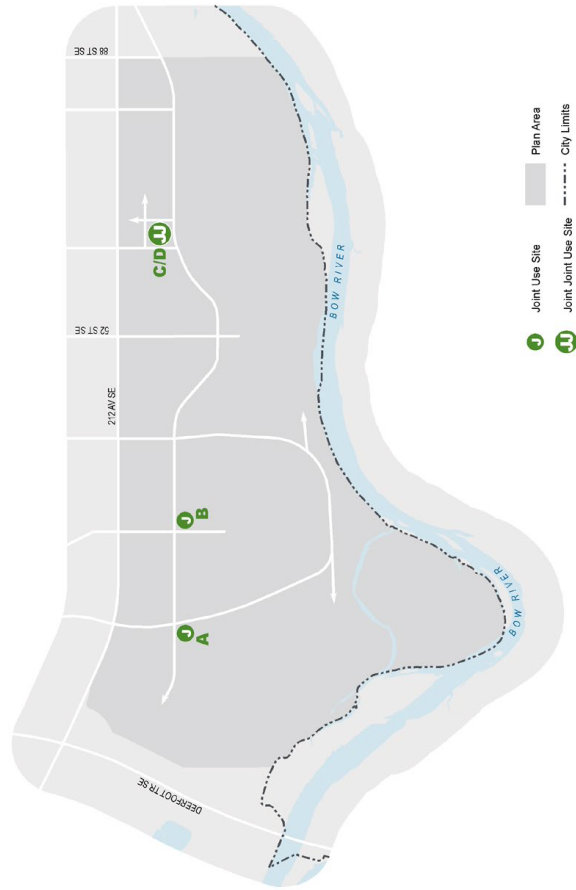 88 ST SE
C/D JJ
52 ST SE
212 AV SE
J
B
J
A
DEERFOOT TR SE
BOW RIVER
BOW RIVER
J Joint Use Site
JJ Joint Joint Use Site
Plan Area
City Limits